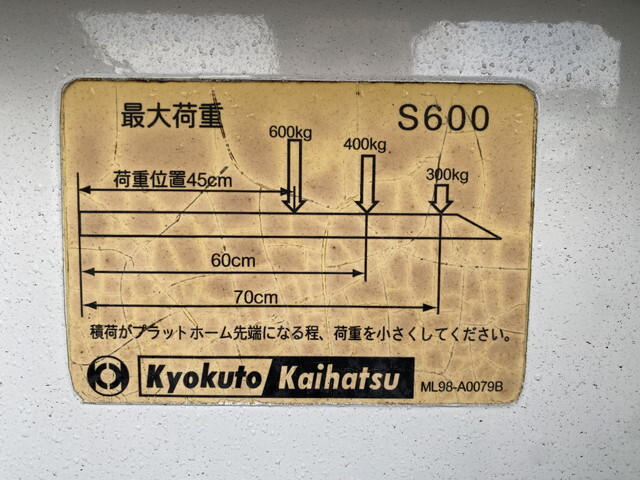 最大荷重 S600
600kg
400kg
300kg
荷重位置45cm
60cm
70cm
積荷がプラットホーム先端になる程、荷重を小さくしてください。
Kyokuto Kaihatsu ML98-A0079B